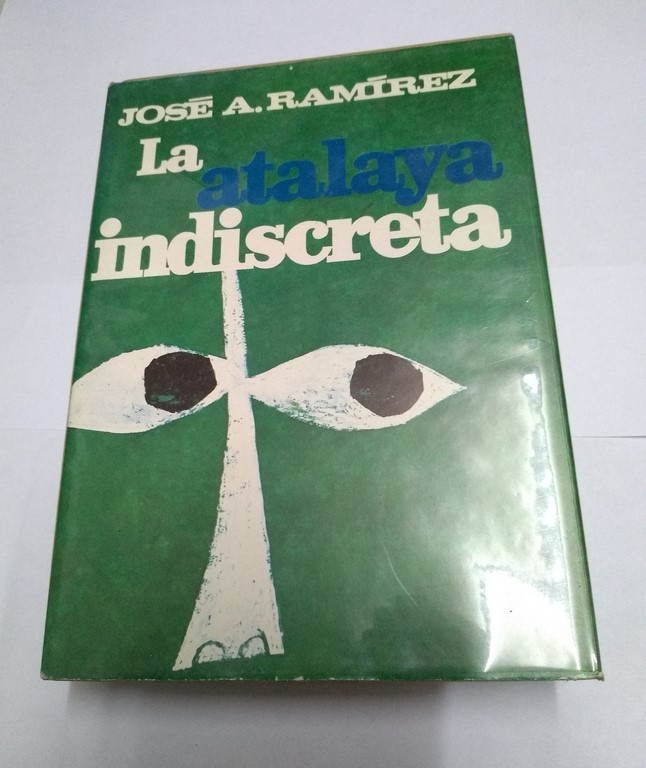 JOSÉ A. RAMÍREZ
La
atalaya
indiscreta